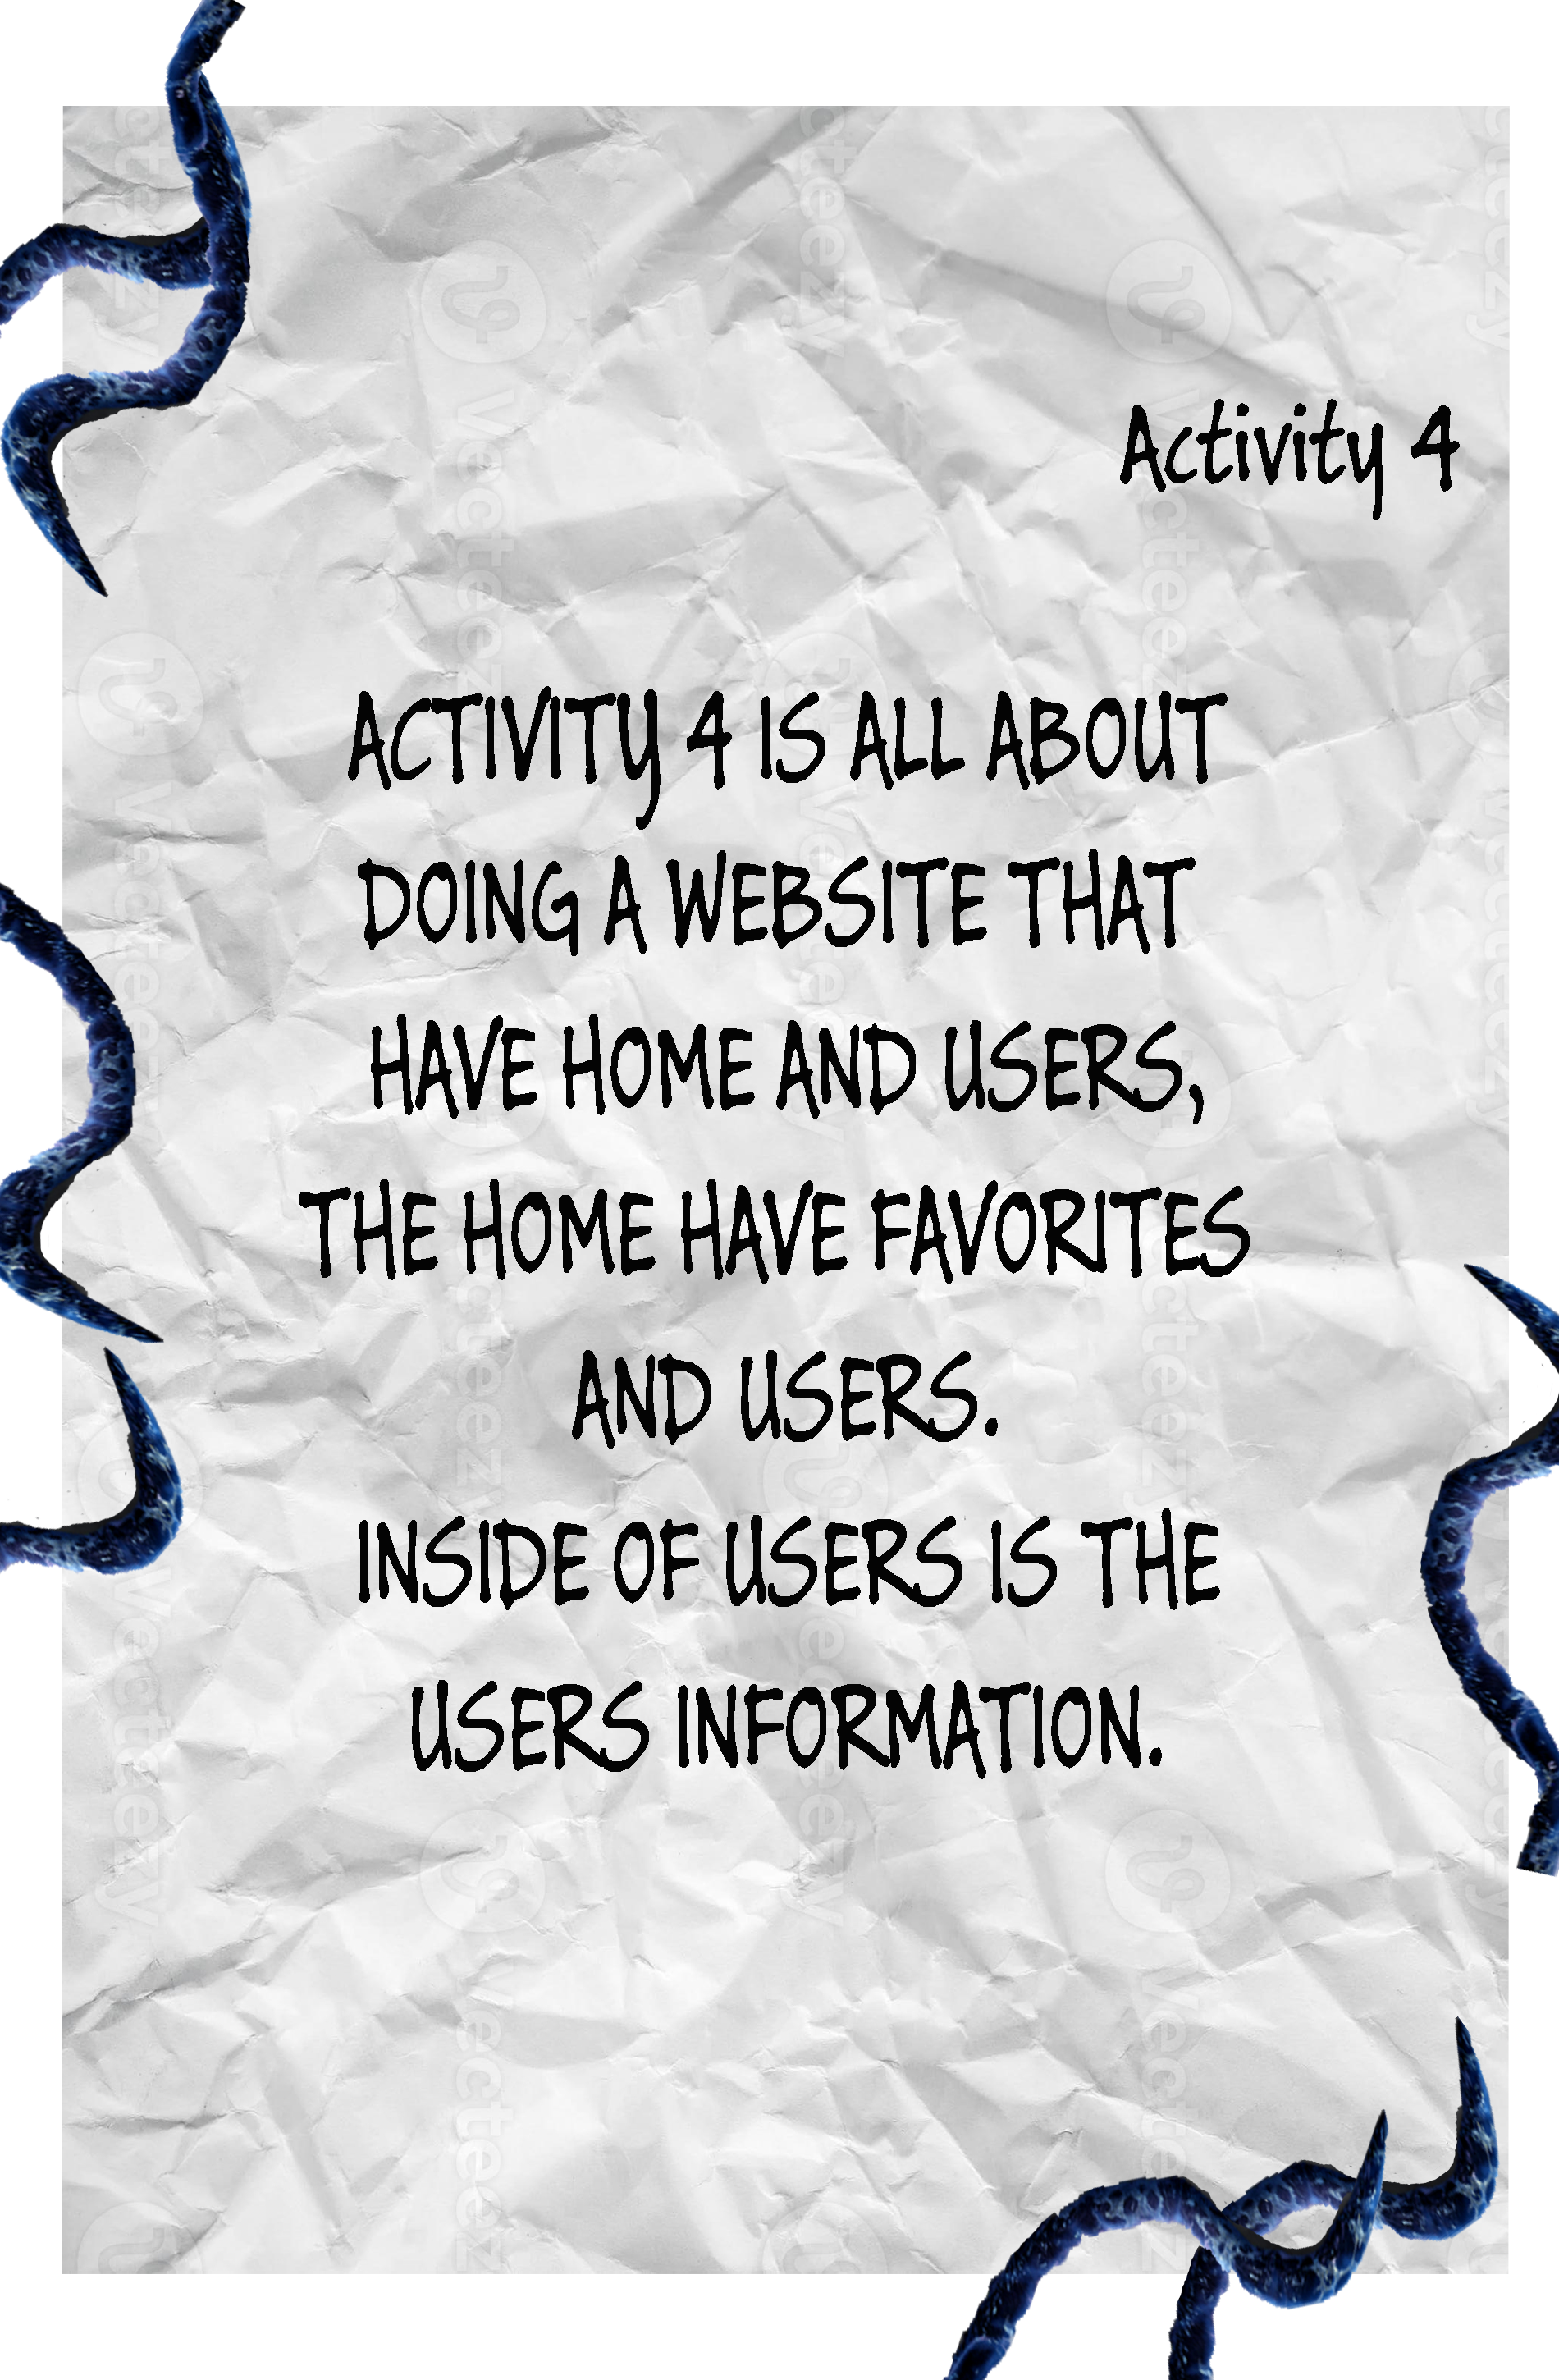 Activity 4
ACTIVITY 4 IS ALL ABOUT
DOING A WEBSITE THAT
HAVE HOME AND USERS,
THE HOME HAVE FAVORITES
AND USERS.
INSIDE OF USERS IS THE
USERS INFORMATION.